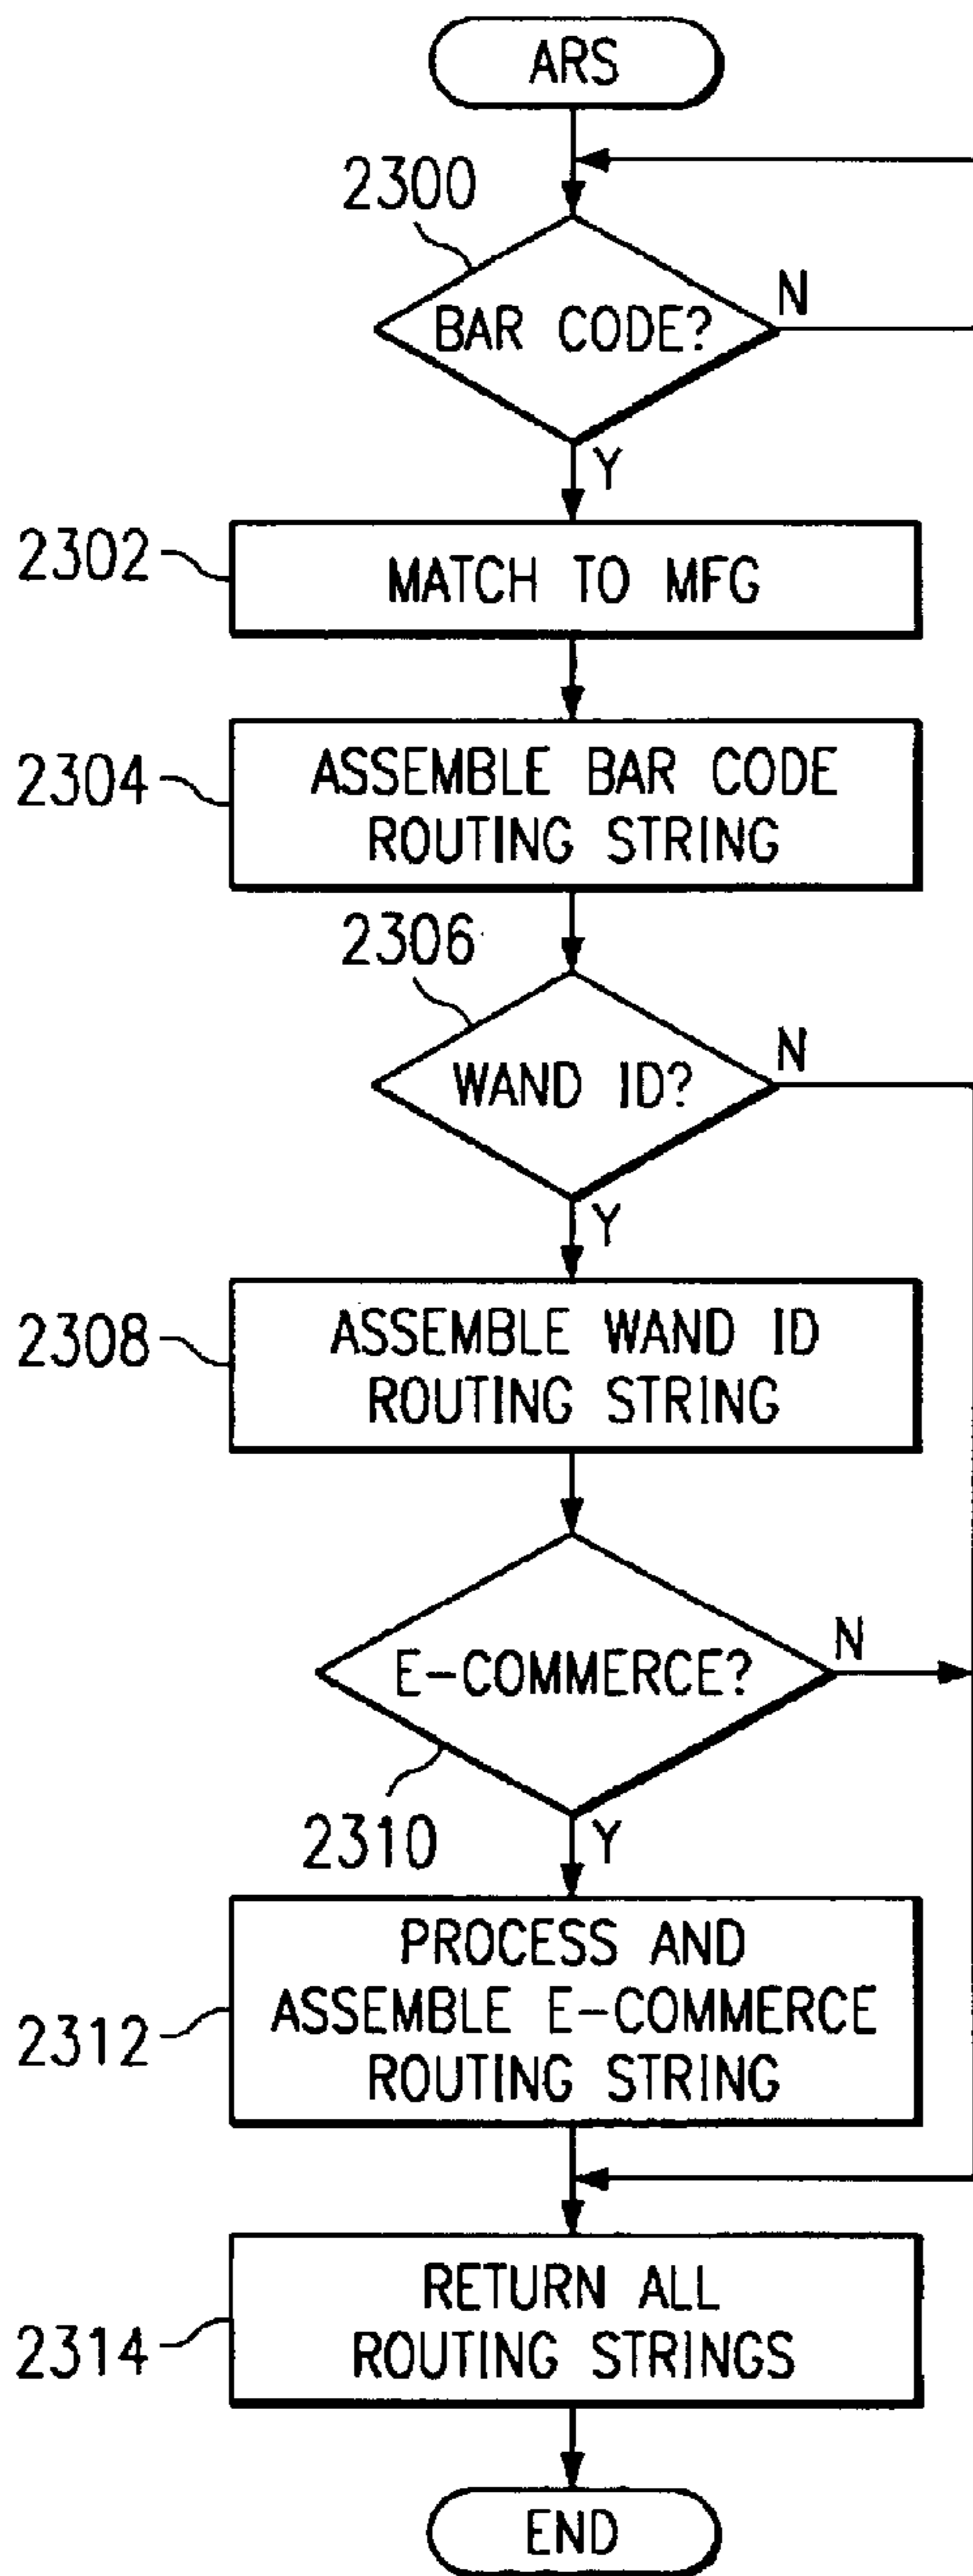 ARS
2300
BAR CODE?
N
Y
2302
MATCH TO MFG
2304
ASSEMBLE BAR CODE
ROUTING STRING
2306
WAND ID?
N
Y
2308
ASSEMBLE WAND ID
ROUTING STRING
E-COMMERCE?
N
2310
Y
2312
PROCESS AND
ASSEMBLE E-COMMERCE
ROUTING STRING
2314
RETURN ALL
ROUTING STRINGS
END